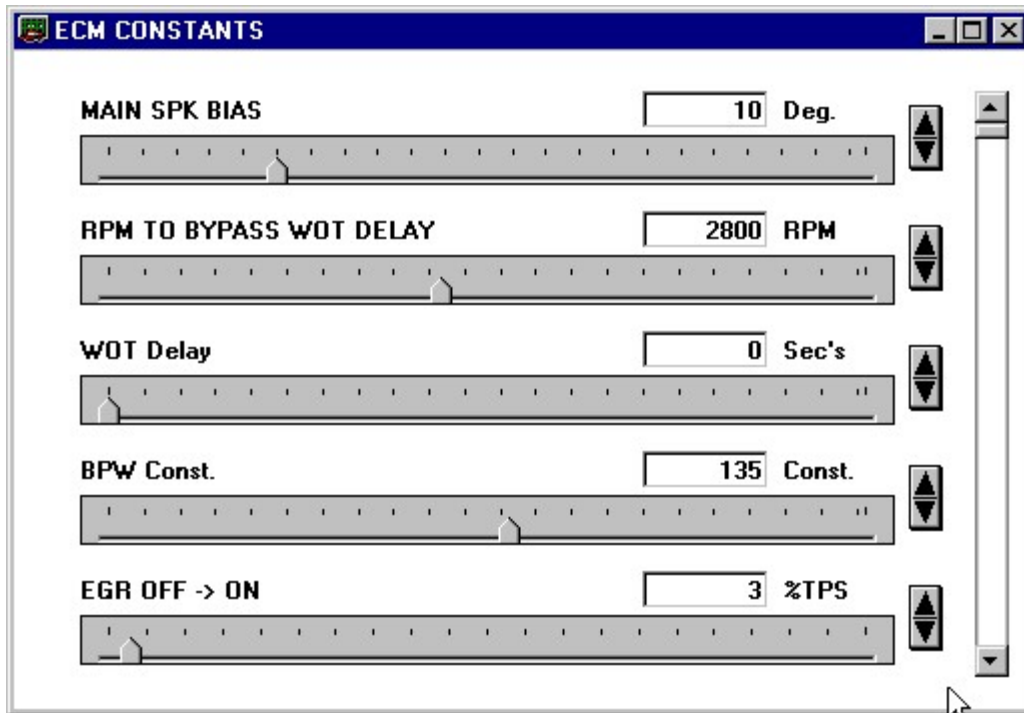 ECM CONSTANTS
MAIN SPK BIAS 10 Deg.
RPM TO BYPASS WOT DELAY 2800 RPM
WOT Delay 0 Sec's
BPW Const. 135 Const.
EGR OFF -> ON 3 %TPS